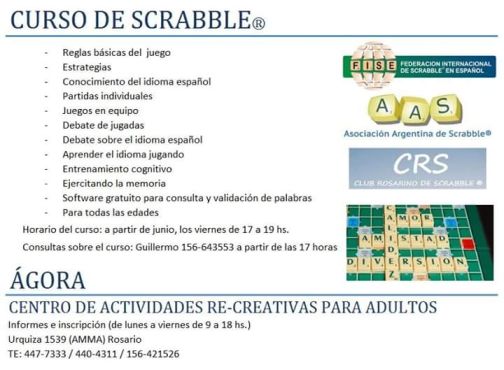 CURSO DE SCRABBLE®
- Reglas básicas del juego
- Estrategias
- Conocimiento del idioma español
- Partidas individuales
- Juegos en equipo
- Debate de jugadas
- Debate sobre el idioma español
- Aprender el idioma jugando
- Entrenamiento cognitivo
- Ejercitando la memoria
- Software gratuito para consulta y validación de palabras
- Para todas las edades
Horario del curso: a partir de junio, los viernes de 17 a 19 hs.
Consultas sobre el curso: Guillermo 156-643553 a partir de las 17 horas
FISE
FEDERACION INTERNACIONAL
DE SCRABBLE EN ESPAÑOL
AAS
Asociación Argentina de Scrabble®
CRS
CLUB ROSARINO DE SCRABBLE ®
AMOR
AMISTAD
DIVERSION
CALIDEZ
ÁGORA
CENTRO DE ACTIVIDADES RE-CREATIVAS PARA ADULTOS
Informes e inscripción (de lunes a viernes de 9 a 18 hs.)
Urquiza 1539 (AMMA) Rosario
TE: 447-7333 / 440-4311 / 156-421526